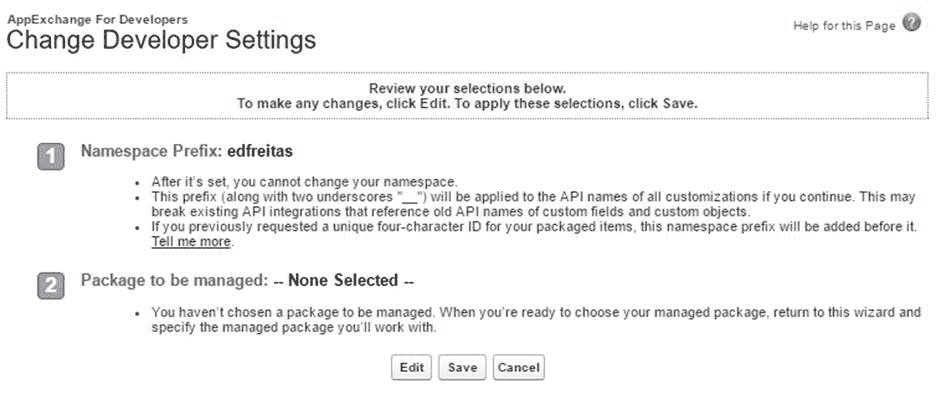 AppExchange For Developers
Change Developer Settings
Help for this Page ?
Review your selections below.
To make any changes, click Edit. To apply these selections, click Save.
1 Namespace Prefix: edfreitas
• After it's set, you cannot change your namespace.
• This prefix (along with two underscores "__") will be applied to the API names of all customizations if you continue. This may
break existing API integrations that reference old API names of custom fields and custom objects.
• If you previously requested a unique four-character ID for your packaged items, this namespace prefix will be added before it.
Tell me more.
2 Package to be managed: -- None Selected --
• You haven't chosen a package to be managed. When you're ready to choose your managed package, return to this wizard and
specify the managed package you'll work with.
Edit Save Cancel